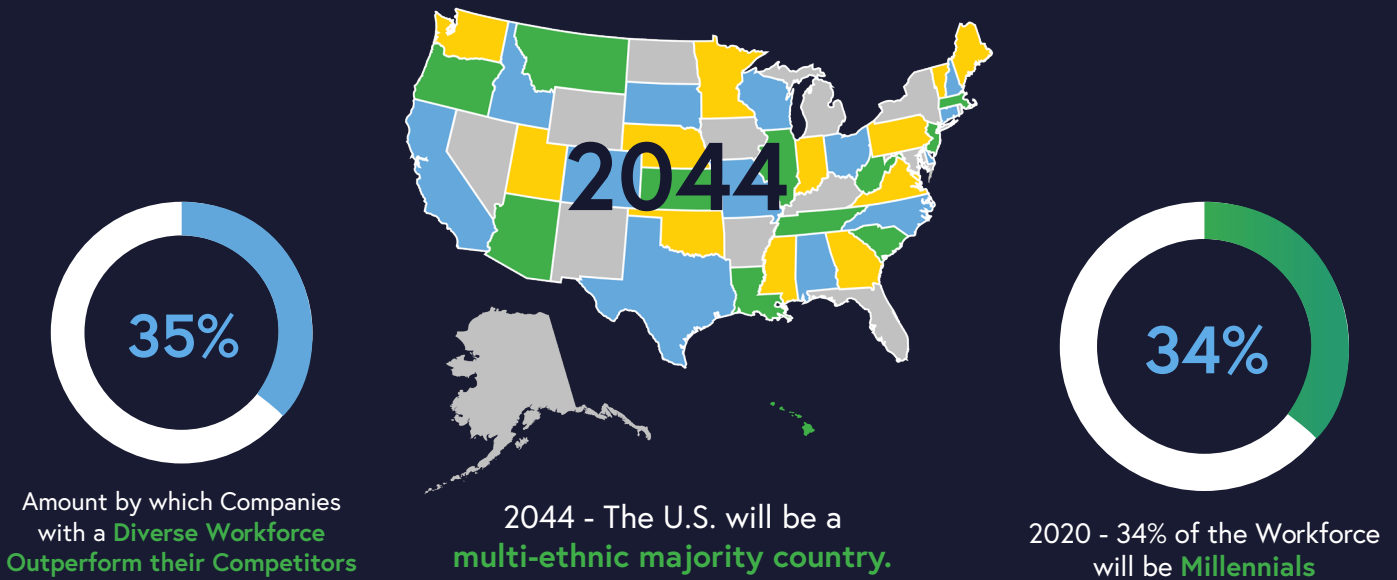 35%
Amount by which Companies
with a Diverse Workforce
Outperform their Competitors
2044
2044 - The U.S. will be a
multi-ethnic majority country.
34%
2020 - 34% of the Workforce
will be Millennials